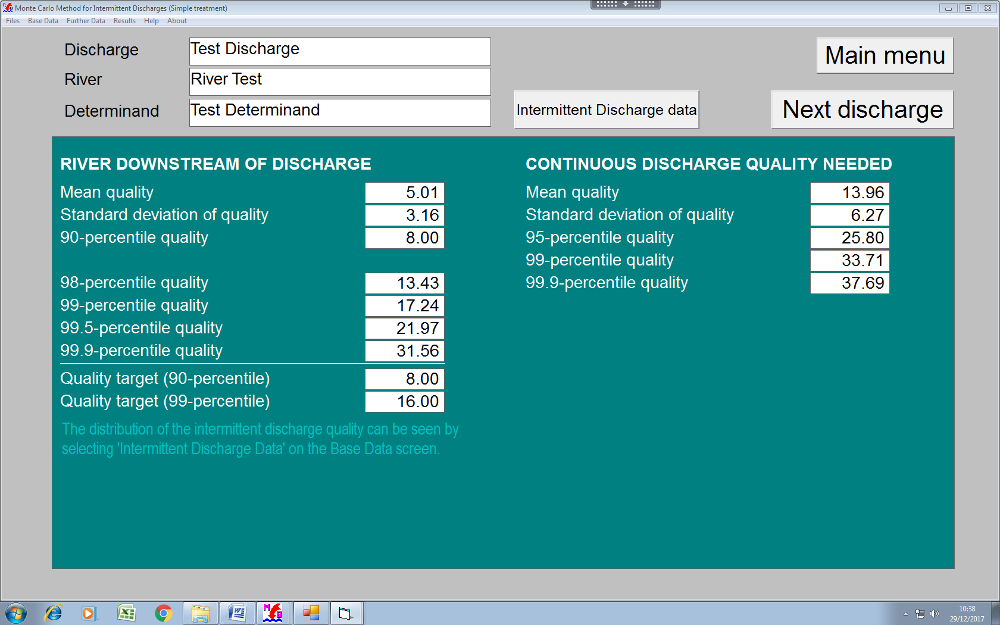 Monte Carlo Method for Intermittent Discharges (Simple treatment)
Files Base Data Further Data Results Help About
Discharge Test Discharge
Main menu
River River Test
Determinand Test Determinand
Intermittent Discharge data
Next discharge
RIVER DOWNSTREAM OF DISCHARGE
Mean quality 5.01
Standard deviation of quality 3.16
90-percentile quality 8.00
98-percentile quality 13.43
99-percentile quality 17.24
99.5-percentile quality 21.97
99.9-percentile quality 31.56
Quality target (90-percentile) 8.00
Quality target (99-percentile) 16.00
The distribution of the intermittent discharge quality can be seen by
selecting 'Intermittent Discharge Data' on the Base Data screen.
CONTINUOUS DISCHARGE QUALITY NEEDED
Mean quality 13.96
Standard deviation of quality 6.27
95-percentile quality 25.80
99-percentile quality 33.71
99.9-percentile quality 37.69
M B
10:38
29/12/2017